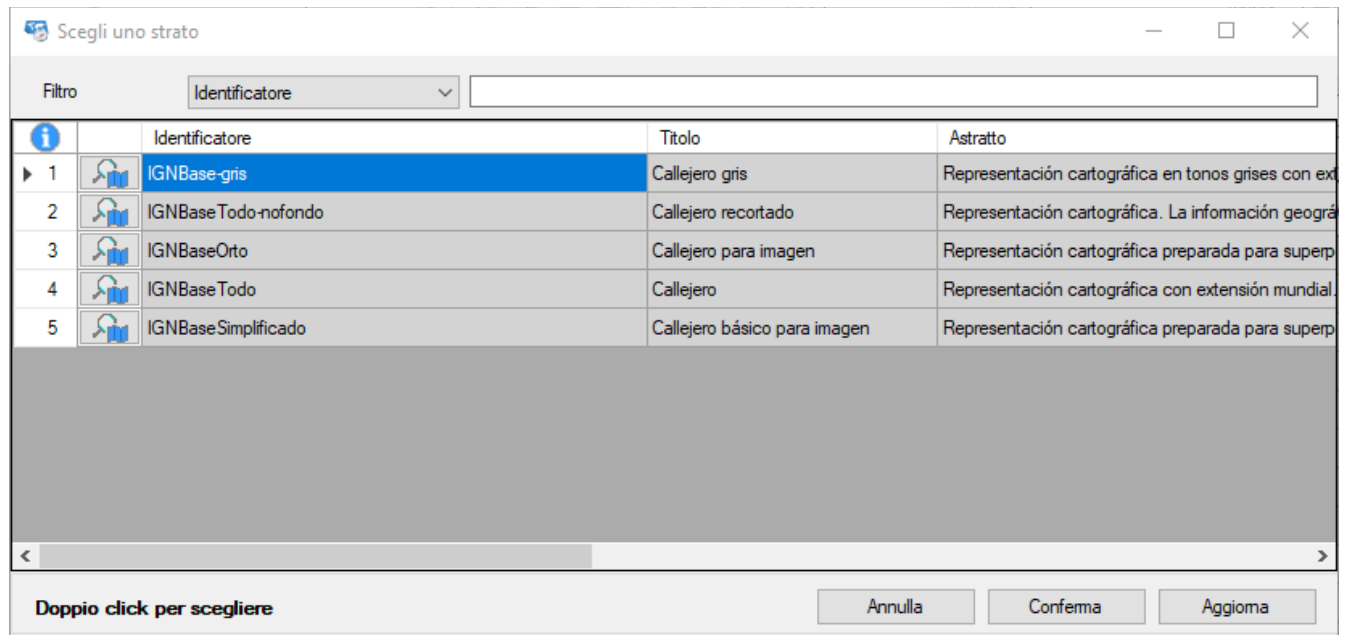 Scegli uno strato
Filtro Identificatore
Identificatore Titolo Astratto
1 IGNBase-gris Callejero gris Representación cartográfica en tonos grises con ext
2 IGNBaseTodo-nofondo Callejero recortado Representación cartográfica. La información geográ
3 IGNBaseOrto Callejero para imagen Representación cartográfica preparada para superp
4 IGNBaseTodo Callejero Representación cartográfica con extensión mundial.
5 IGNBaseSimplificado Callejero básico para imagen Representación cartográfica preparada para superp
Doppio click per scegliere Annulla Conferma Aggiorna